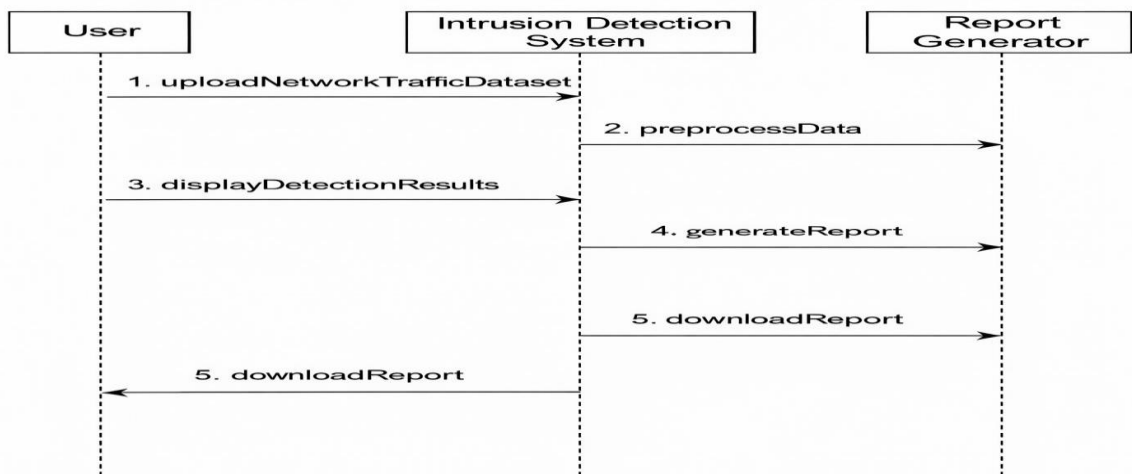 User
Intrusion Detection
System
Report
Generator
1. uploadNetworkTrafficDataset
2. preprocessData
3. displayDetectionResults
4. generateReport
5. downloadReport
5. downloadReport